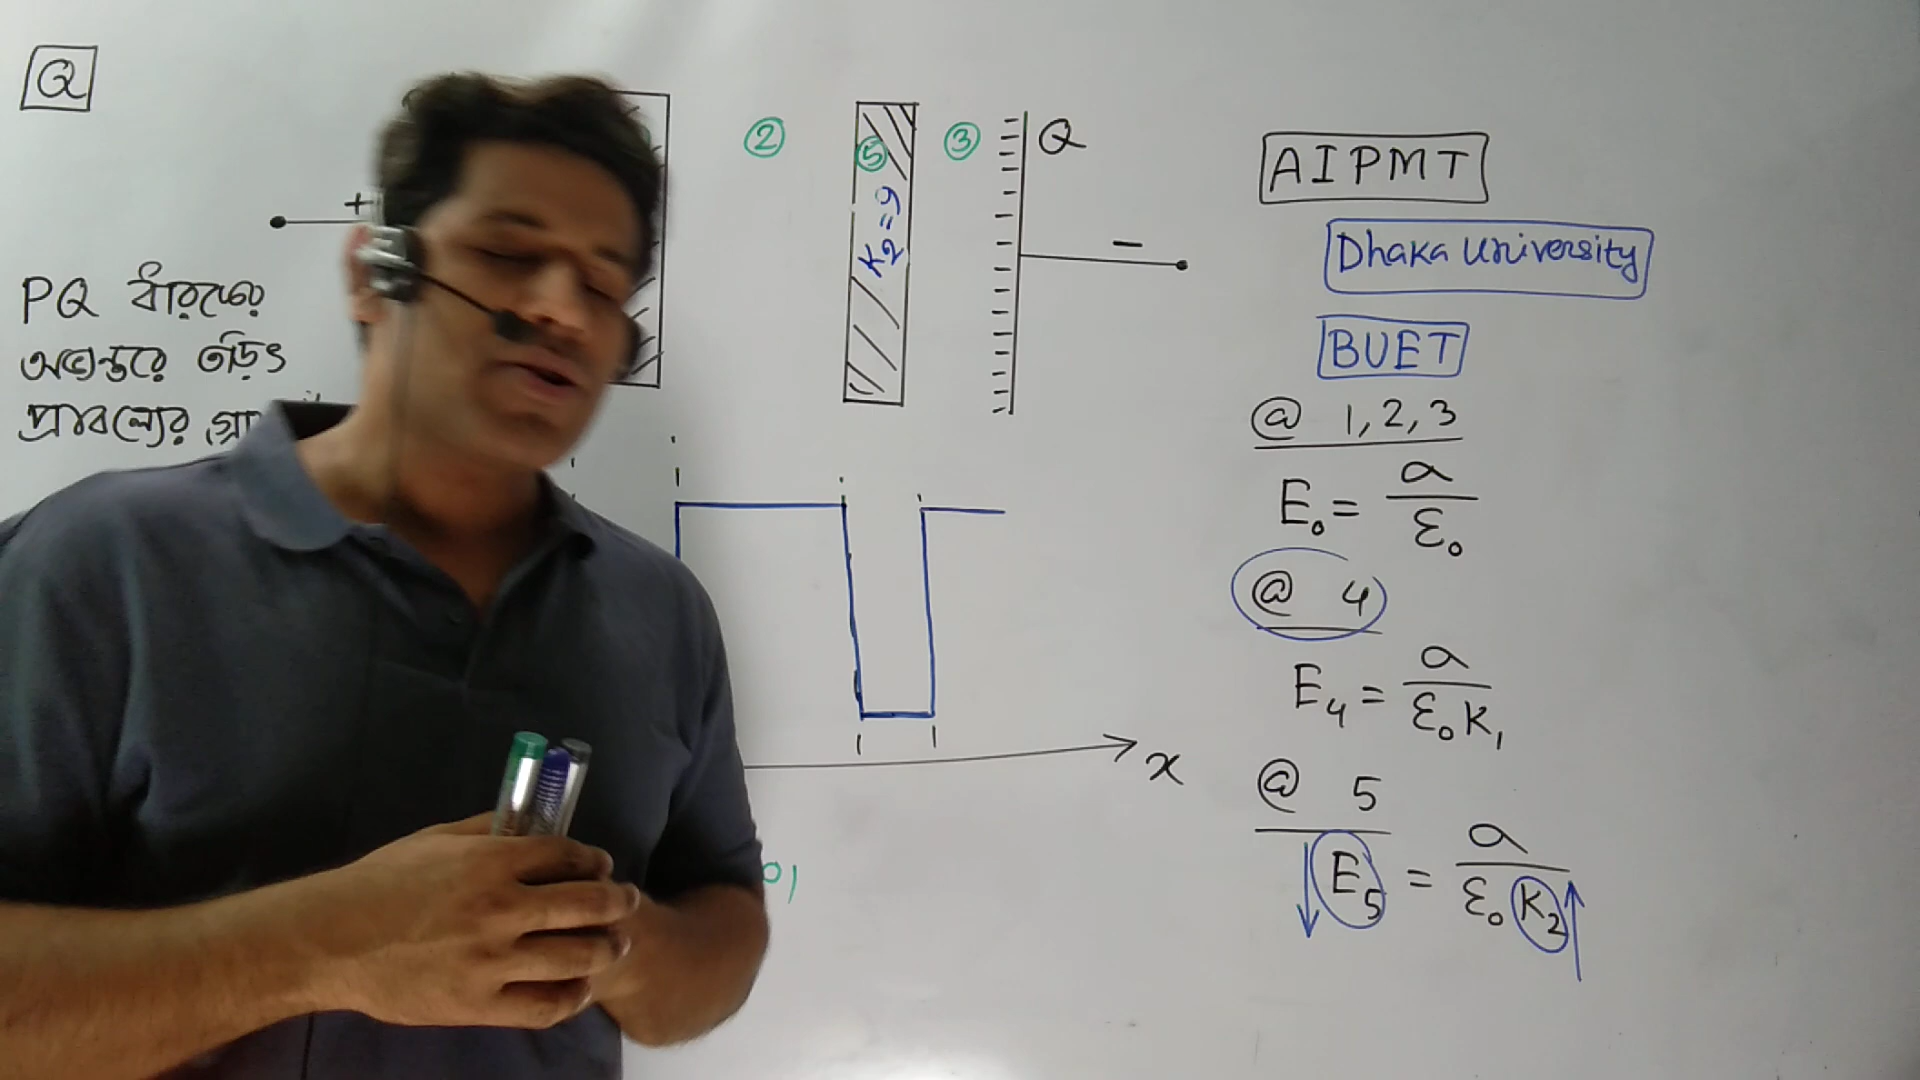 Q
PQ ধারকের
অভ্যন্তরে তড়িৎ
প্রাবল্যের
+
②
⑤
K₂=9
③
Q
−
x
AIPMT
Dhaka University
BUET
@ 1, 2, 3
E₀ = σ/ε₀
@ 4
E₄ = σ/ε₀K₁
@ 5
↓E₅ = σ/ε₀K₂↑